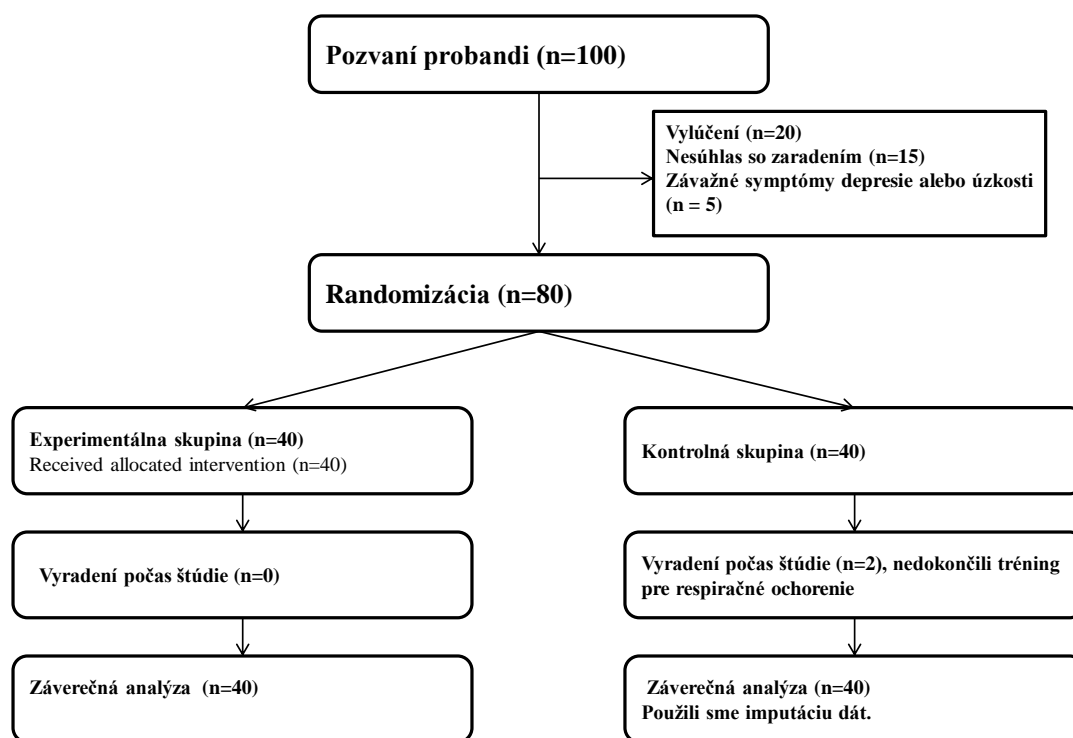 Pozvaní probandi (n=100)
Vylúčení (n=20)
Nesúhlas so zaradením (n=15)
Závažné symptómy depresie alebo úzkosti
(n = 5)
Randomizácia (n=80)
Experimentálna skupina (n=40)
Received allocated intervention (n=40)
Kontrolná skupina (n=40)
Vyradení počas štúdie (n=0)
Vyradení počas štúdie (n=2), nedokončili tréning
pre respiračné ochorenie
Záverečná analýza (n=40)
Záverečná analýza (n=40)
Použili sme imputáciu dát.